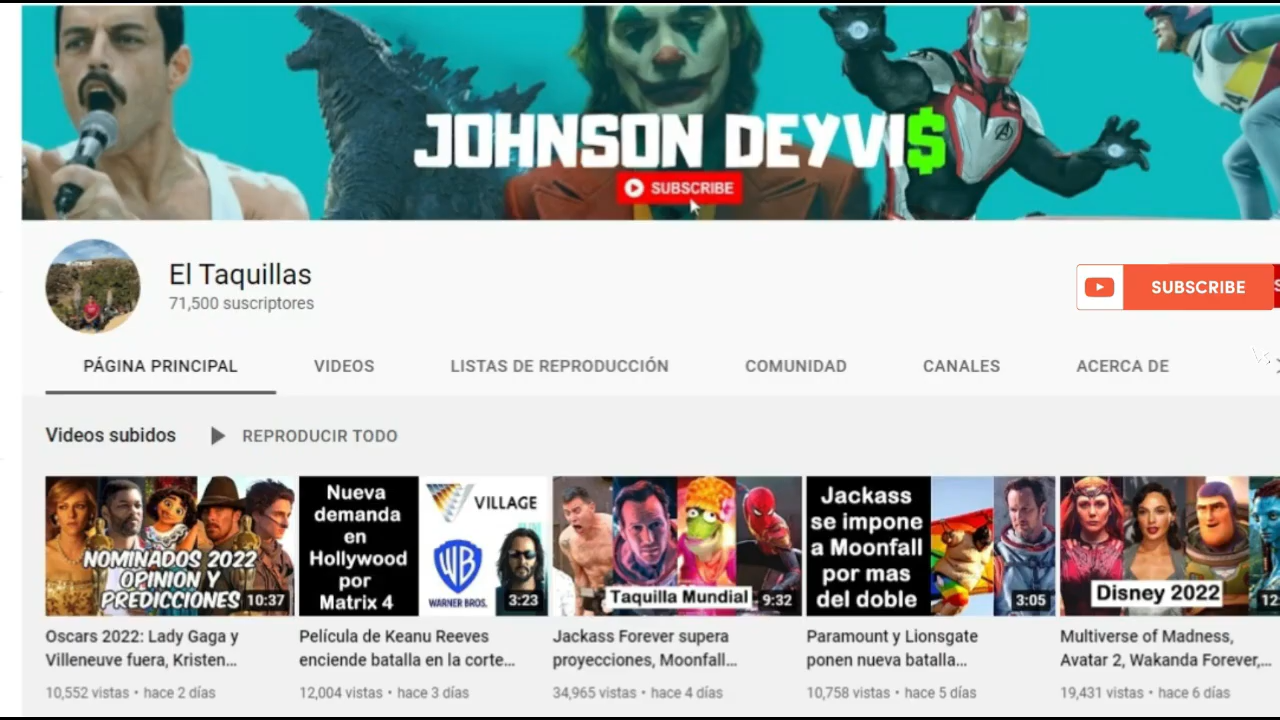 JOHNSON DEYVI$
SUBSCRIBE
El Taquillas
71,500 suscriptores
SUBSCRIBE
PÁGINA PRINCIPAL
VIDEOS
LISTAS DE REPRODUCCIÓN
COMUNIDAD
CANALES
ACERCA DE
Videos subidos
REPRODUCIR TODO
NOMINADOS 2022
OPINION Y
PREDICCIONES
10:37
Oscars 2022: Lady Gaga y
Villeneuve fuera, Kristen...
10,552 vistas • hace 2 días
Nueva
demanda
en
Hollywood
por
Matrix 4
VILLAGE
WB
WARNER BROS.
3:23
Película de Keanu Reeves
enciende batalla en la corte...
12,004 vistas • hace 3 días
Taquilla Mundial
9:32
Jackass Forever supera
proyecciones, Moonfall...
34,965 vistas • hace 4 días
Jackass
se impone
a Moonfall
por mas
del doble
3:05
Paramount y Lionsgate
ponen nueva batalla...
10,758 vistas • hace 5 días
Disney 2022
12:
Multiverse of Madness,
Avatar 2, Wakanda Forever,...
19,431 vistas • hace 6 días